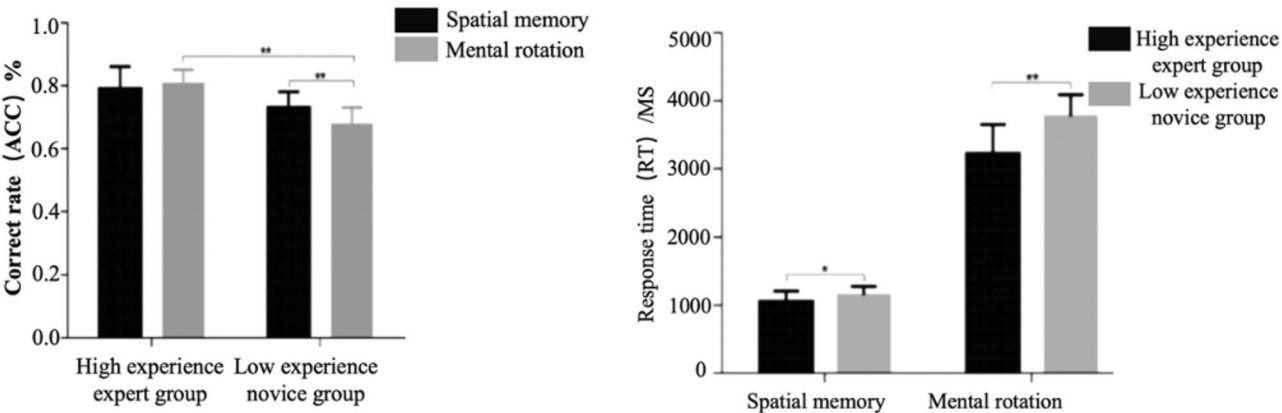 Correct rate (ACC) %
1.0
0.8
0.6
0.4
0.2
0.0
**
**
Spatial memory
Mental rotation
High experience
expert group
Low experience
novice group
Response time (RT) /MS
5000
4000
3000
2000
1000
0
*
**
High experience
expert group
Low experience
novice group
Spatial memory
Mental rotation